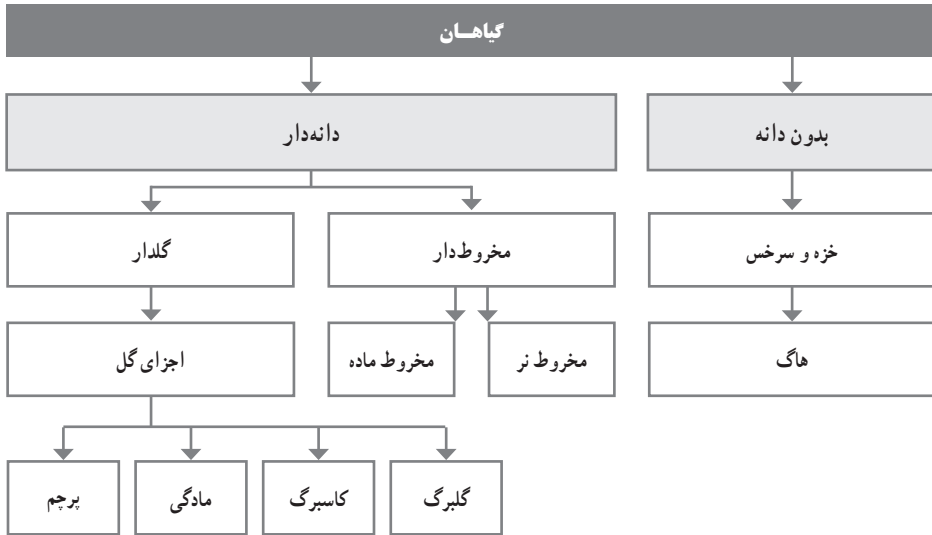 گیاهــان
بدون دانه
دانه‌دار
خزه و سرخس
مخروط‌دار
گلدار
هاگ
مخروط نر
مخروط ماده
اجزای گل
گلبرگ
کاسبرگ
مادگی
پرچم